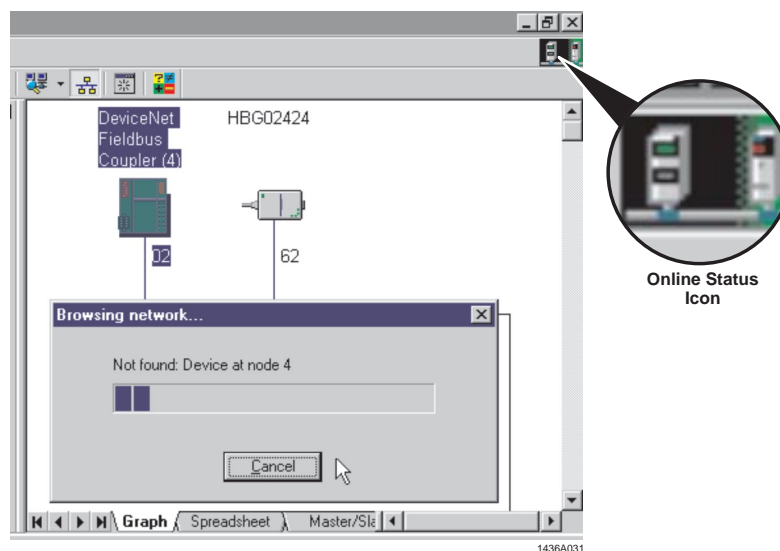 DeviceNet
Fieldbus
Coupler (4)
HBG02424
02
62
Browsing network...
Not found: Device at node 4
Cancel
Graph
Spreadsheet
Master/Sla
Online Status
Icon
1436A031